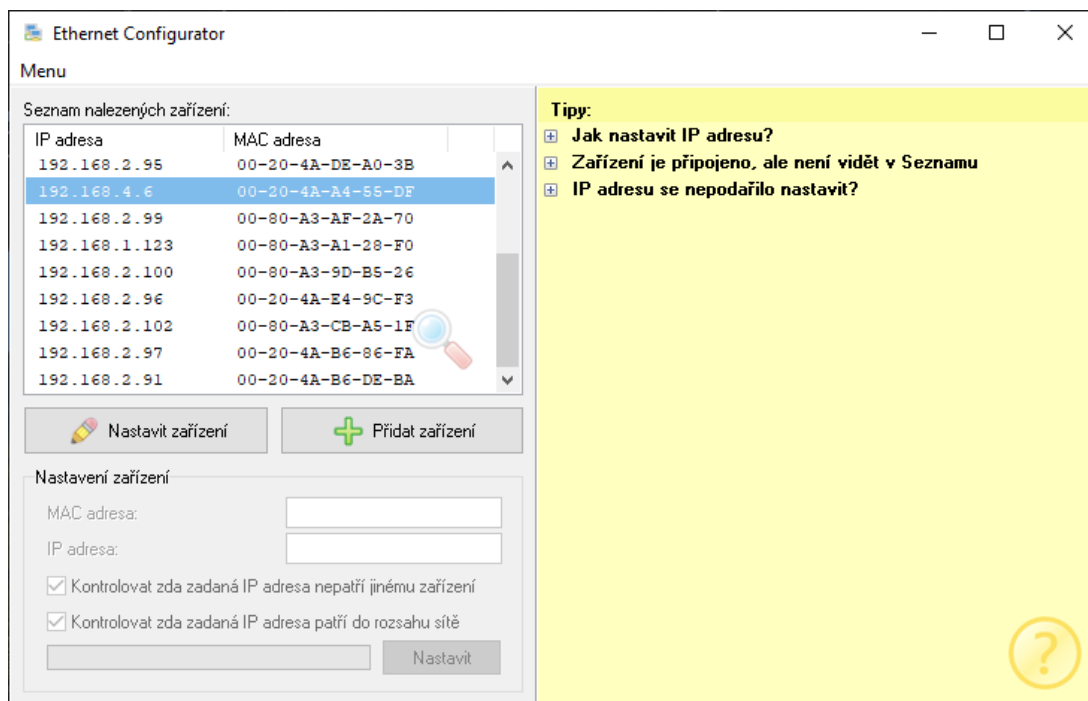 Ethernet Configurator
Menu
Seznam nalezených zařízení:
IP adresa MAC adresa
192.168.2.95 00-20-4A-DE-A0-3B
192.168.4.6 00-20-4A-A4-55-DF
192.168.2.99 00-80-A3-AF-2A-70
192.168.1.123 00-80-A3-A1-28-F0
192.168.2.100 00-80-A3-9D-B5-26
192.168.2.96 00-20-4A-E4-9C-F3
192.168.2.102 00-80-A3-CB-A5-1F
192.168.2.97 00-20-4A-B6-86-FA
192.168.2.91 00-20-4A-B6-DE-BA
Nastavit zařízení
Přidat zařízení
Nastavení zařízení
MAC adresa:
IP adresa:
Kontrolovat zda zadaná IP adresa nepatří jinému zařízení
Kontrolovat zda zadaná IP adresa patří do rozsahu sítě
Nastavit
Tipy:
Jak nastavit IP adresu?
Zařízení je připojeno, ale není vidět v Seznamu
IP adresu se nepodařilo nastavit?
?